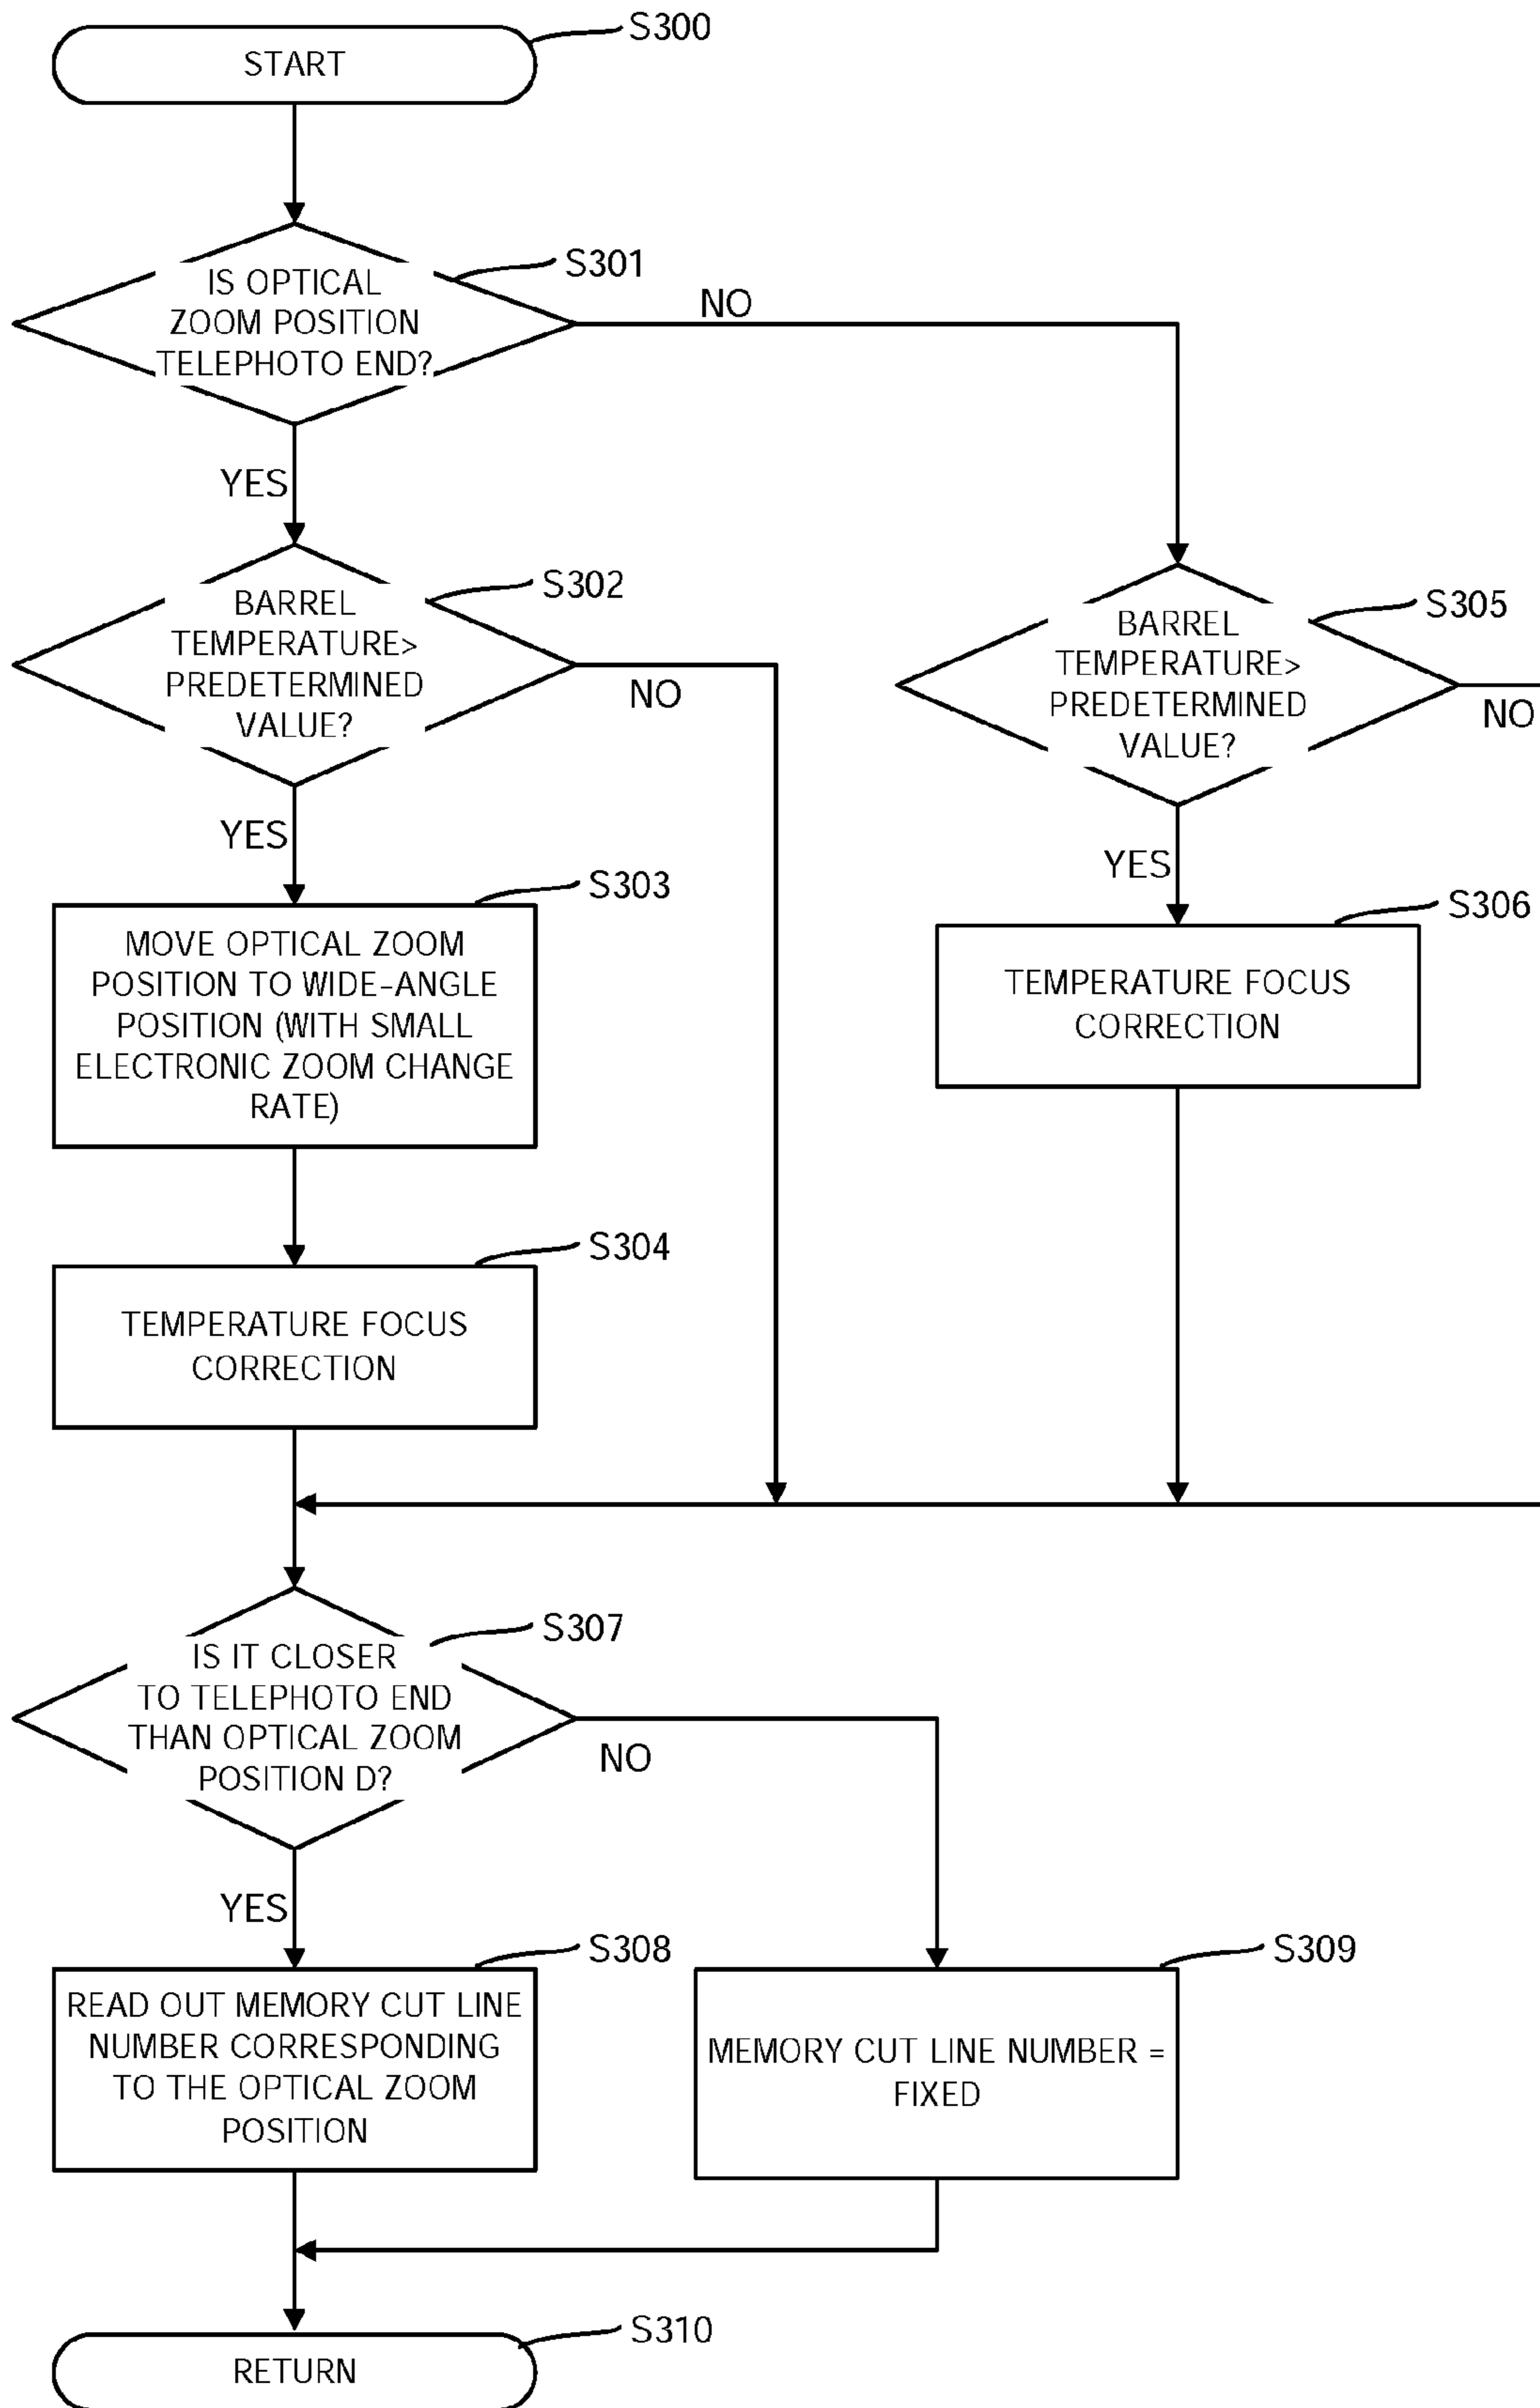 S300
START
S301
IS OPTICAL
ZOOM POSITION
TELEPHOTO END?
NO
YES
S302
BARREL
TEMPERATURE>
PREDETERMINED
VALUE?
NO
S305
BARREL
TEMPERATURE>
PREDETERMINED
VALUE?
NO
YES
YES
S303
MOVE OPTICAL ZOOM
POSITION TO WIDE-ANGLE
POSITION (WITH SMALL
ELECTRONIC ZOOM CHANGE
RATE)
S306
TEMPERATURE FOCUS
CORRECTION
S304
TEMPERATURE FOCUS
CORRECTION
S307
IS IT CLOSER
TO TELEPHOTO END
THAN OPTICAL ZOOM
POSITION D?
NO
YES
S308
READ OUT MEMORY CUT LINE
NUMBER CORRESPONDING
TO THE OPTICAL ZOOM
POSITION
S309
MEMORY CUT LINE NUMBER =
FIXED
S310
RETURN